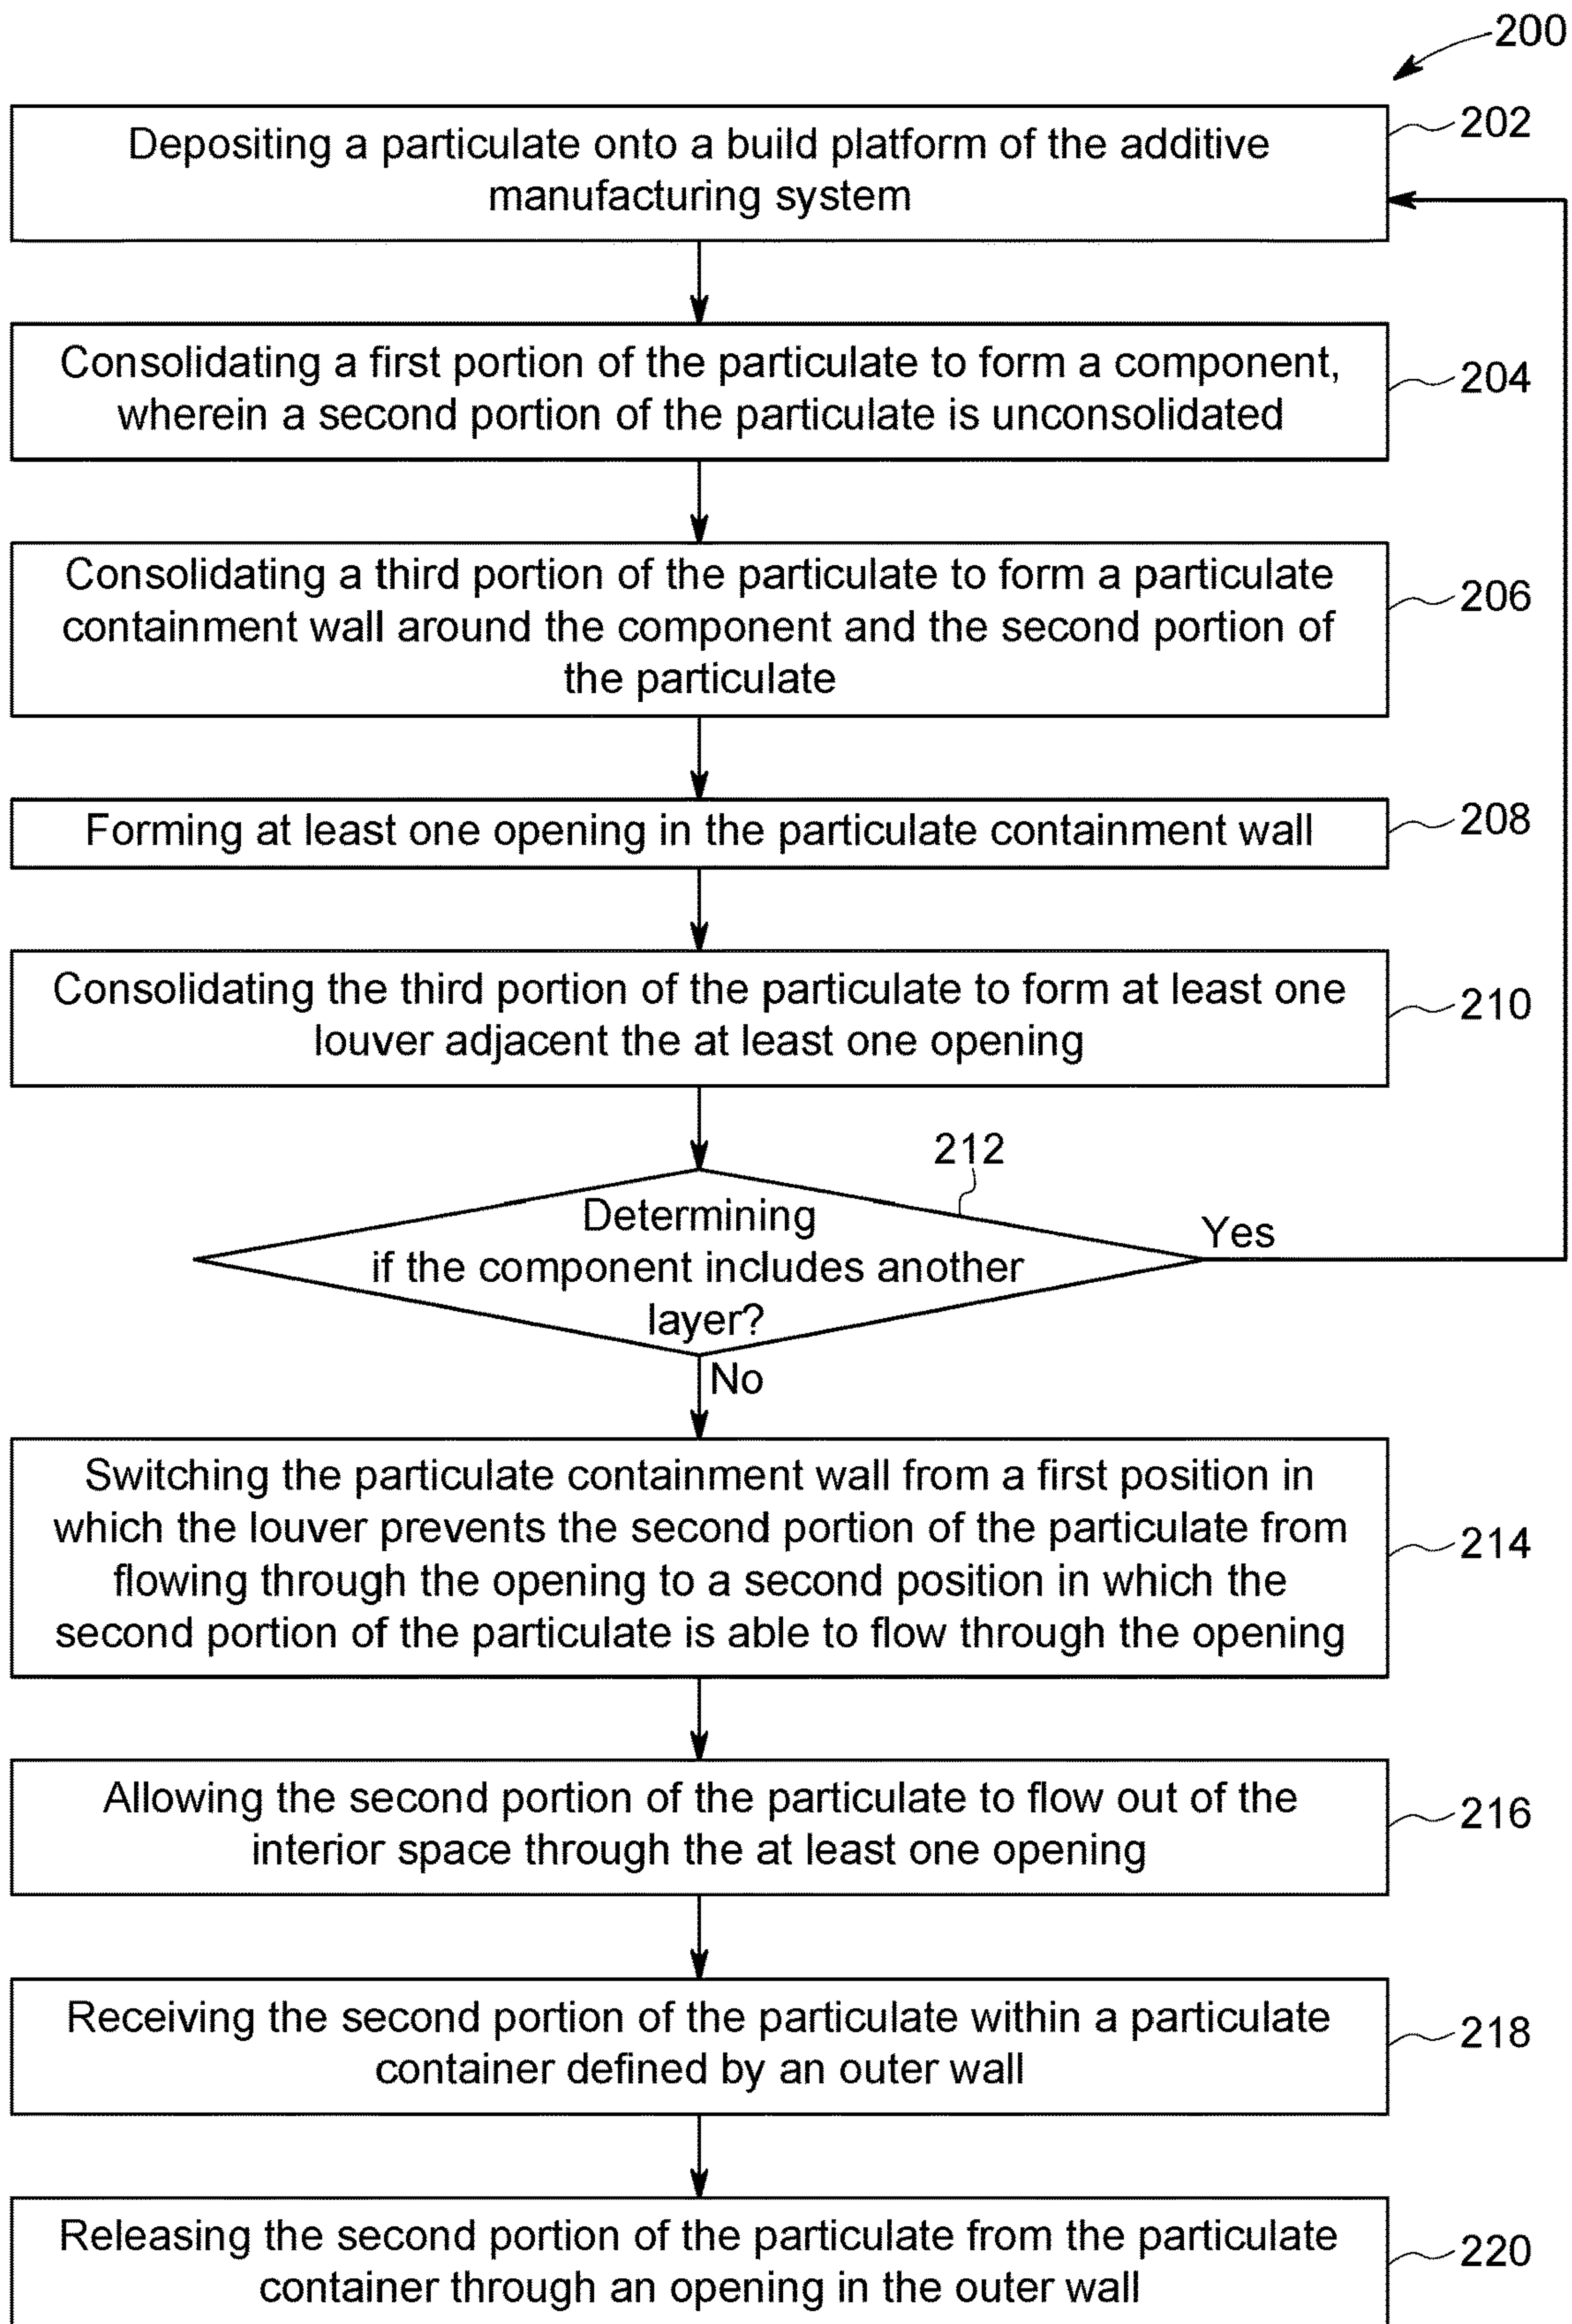 200
Depositing a particulate onto a build platform of the additive
manufacturing system
202
Consolidating a first portion of the particulate to form a component,
wherein a second portion of the particulate is unconsolidated
204
Consolidating a third portion of the particulate to form a particulate
containment wall around the component and the second portion of
the particulate
206
Forming at least one opening in the particulate containment wall
208
Consolidating the third portion of the particulate to form at least one
louver adjacent the at least one opening
210
212
Determining
if the component includes another
layer?
Yes
No
Switching the particulate containment wall from a first position in
which the louver prevents the second portion of the particulate from
flowing through the opening to a second position in which the
second portion of the particulate is able to flow through the opening
214
Allowing the second portion of the particulate to flow out of the
interior space through the at least one opening
216
Receiving the second portion of the particulate within a particulate
container defined by an outer wall
218
Releasing the second portion of the particulate from the particulate
container through an opening in the outer wall
220